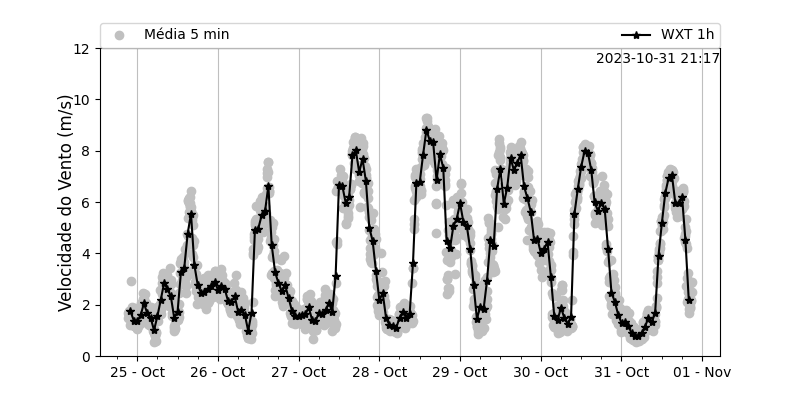 Média 5 min
WXT 1h
2023-10-31 21:17
Velocidade do Vento (m/s)
12
10
8
6
4
2
0
25 - Oct
26 - Oct
27 - Oct
28 - Oct
29 - Oct
30 - Oct
31 - Oct
01 - Nov